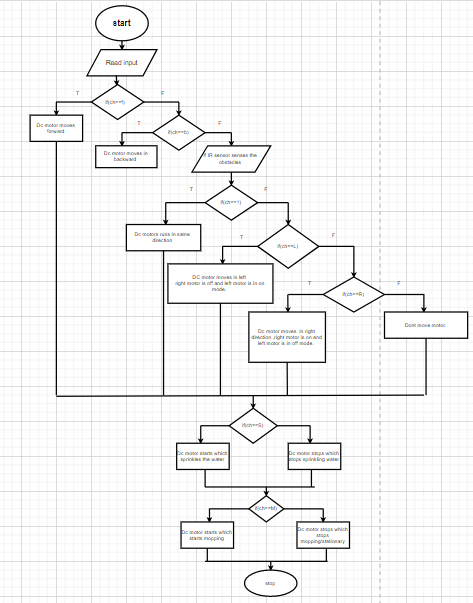 start
Read input
T
F
if(ch==f)
Dc motor moves
forward
T
F
if(ch==b)
Dc motor moves in
backward
if IR sensor senses the
obstacles
T
F
if(ch==1)
Dc motors runs in same
direction
T
F
if(ch==L)
DC motor moves in left
right motor is off and left motor is in on
mode.
T
F
if(ch==R)
Dc motor moves in right
direction .right motor is on and
left motor is in off mode.
Dont move motor.
if(ch==S)
Dc motor starts which
sprinkles the water
Dc motor stops which
stops sprinkling water
if(ch==M)
Dc motor starts which
starts mopping
Dc motor stops which
stops
mopping/stationary
stop